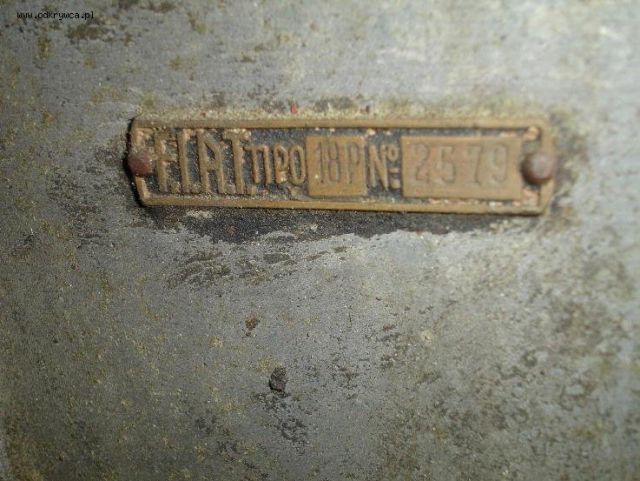 www.odkrywca.pl
F.I.A.T. TIPO 18P Nº 2579